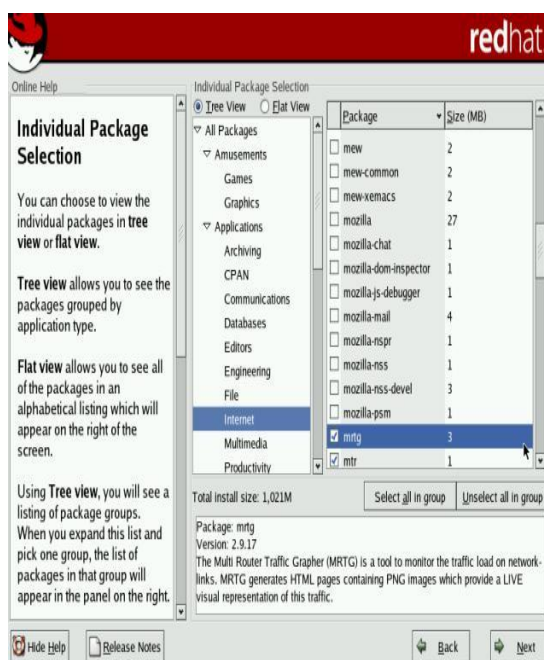 redhat
Online Help
Individual Package
Selection
You can choose to view the
individual packages in tree
view or flat view.
Tree view allows you to see the
packages grouped by
application type.
Flat view allows you to see all
of the packages in an
alphabetical listing which will
appear on the right of the
screen.
Using Tree view, you will see a
listing of package groups.
When you expand this list and
pick one group, the list of
packages in that group will
appear in the panel on the right.
Individual Package Selection
Tree View Flat View
All Packages
Amusements
Games
Graphics
Applications
Archiving
CPAN
Communications
Databases
Editors
Engineering
File
Internet
Multimedia
Productivity
Package Size (MB)
mew 2
mew-common 2
mew-xemacs 2
mozilla 27
mozilla-chat 1
mozilla-dom-inspector 1
mozilla-js-debugger 1
mozilla-mail 4
mozilla-nspr 1
mozilla-nss 1
mozilla-nss-devel 3
mozilla-psm 1
mrtg 3
mtr 1
Total install size: 1,021M
Select all in group Unselect all in group
Package: mrtg
Version: 2.9.17
The Multi Router Traffic Grapher (MRTG) is a tool to monitor the traffic load on network-
links. MRTG generates HTML pages containing PNG images which provide a LIVE
visual representation of this traffic.
Hide Help Release Notes Back Next